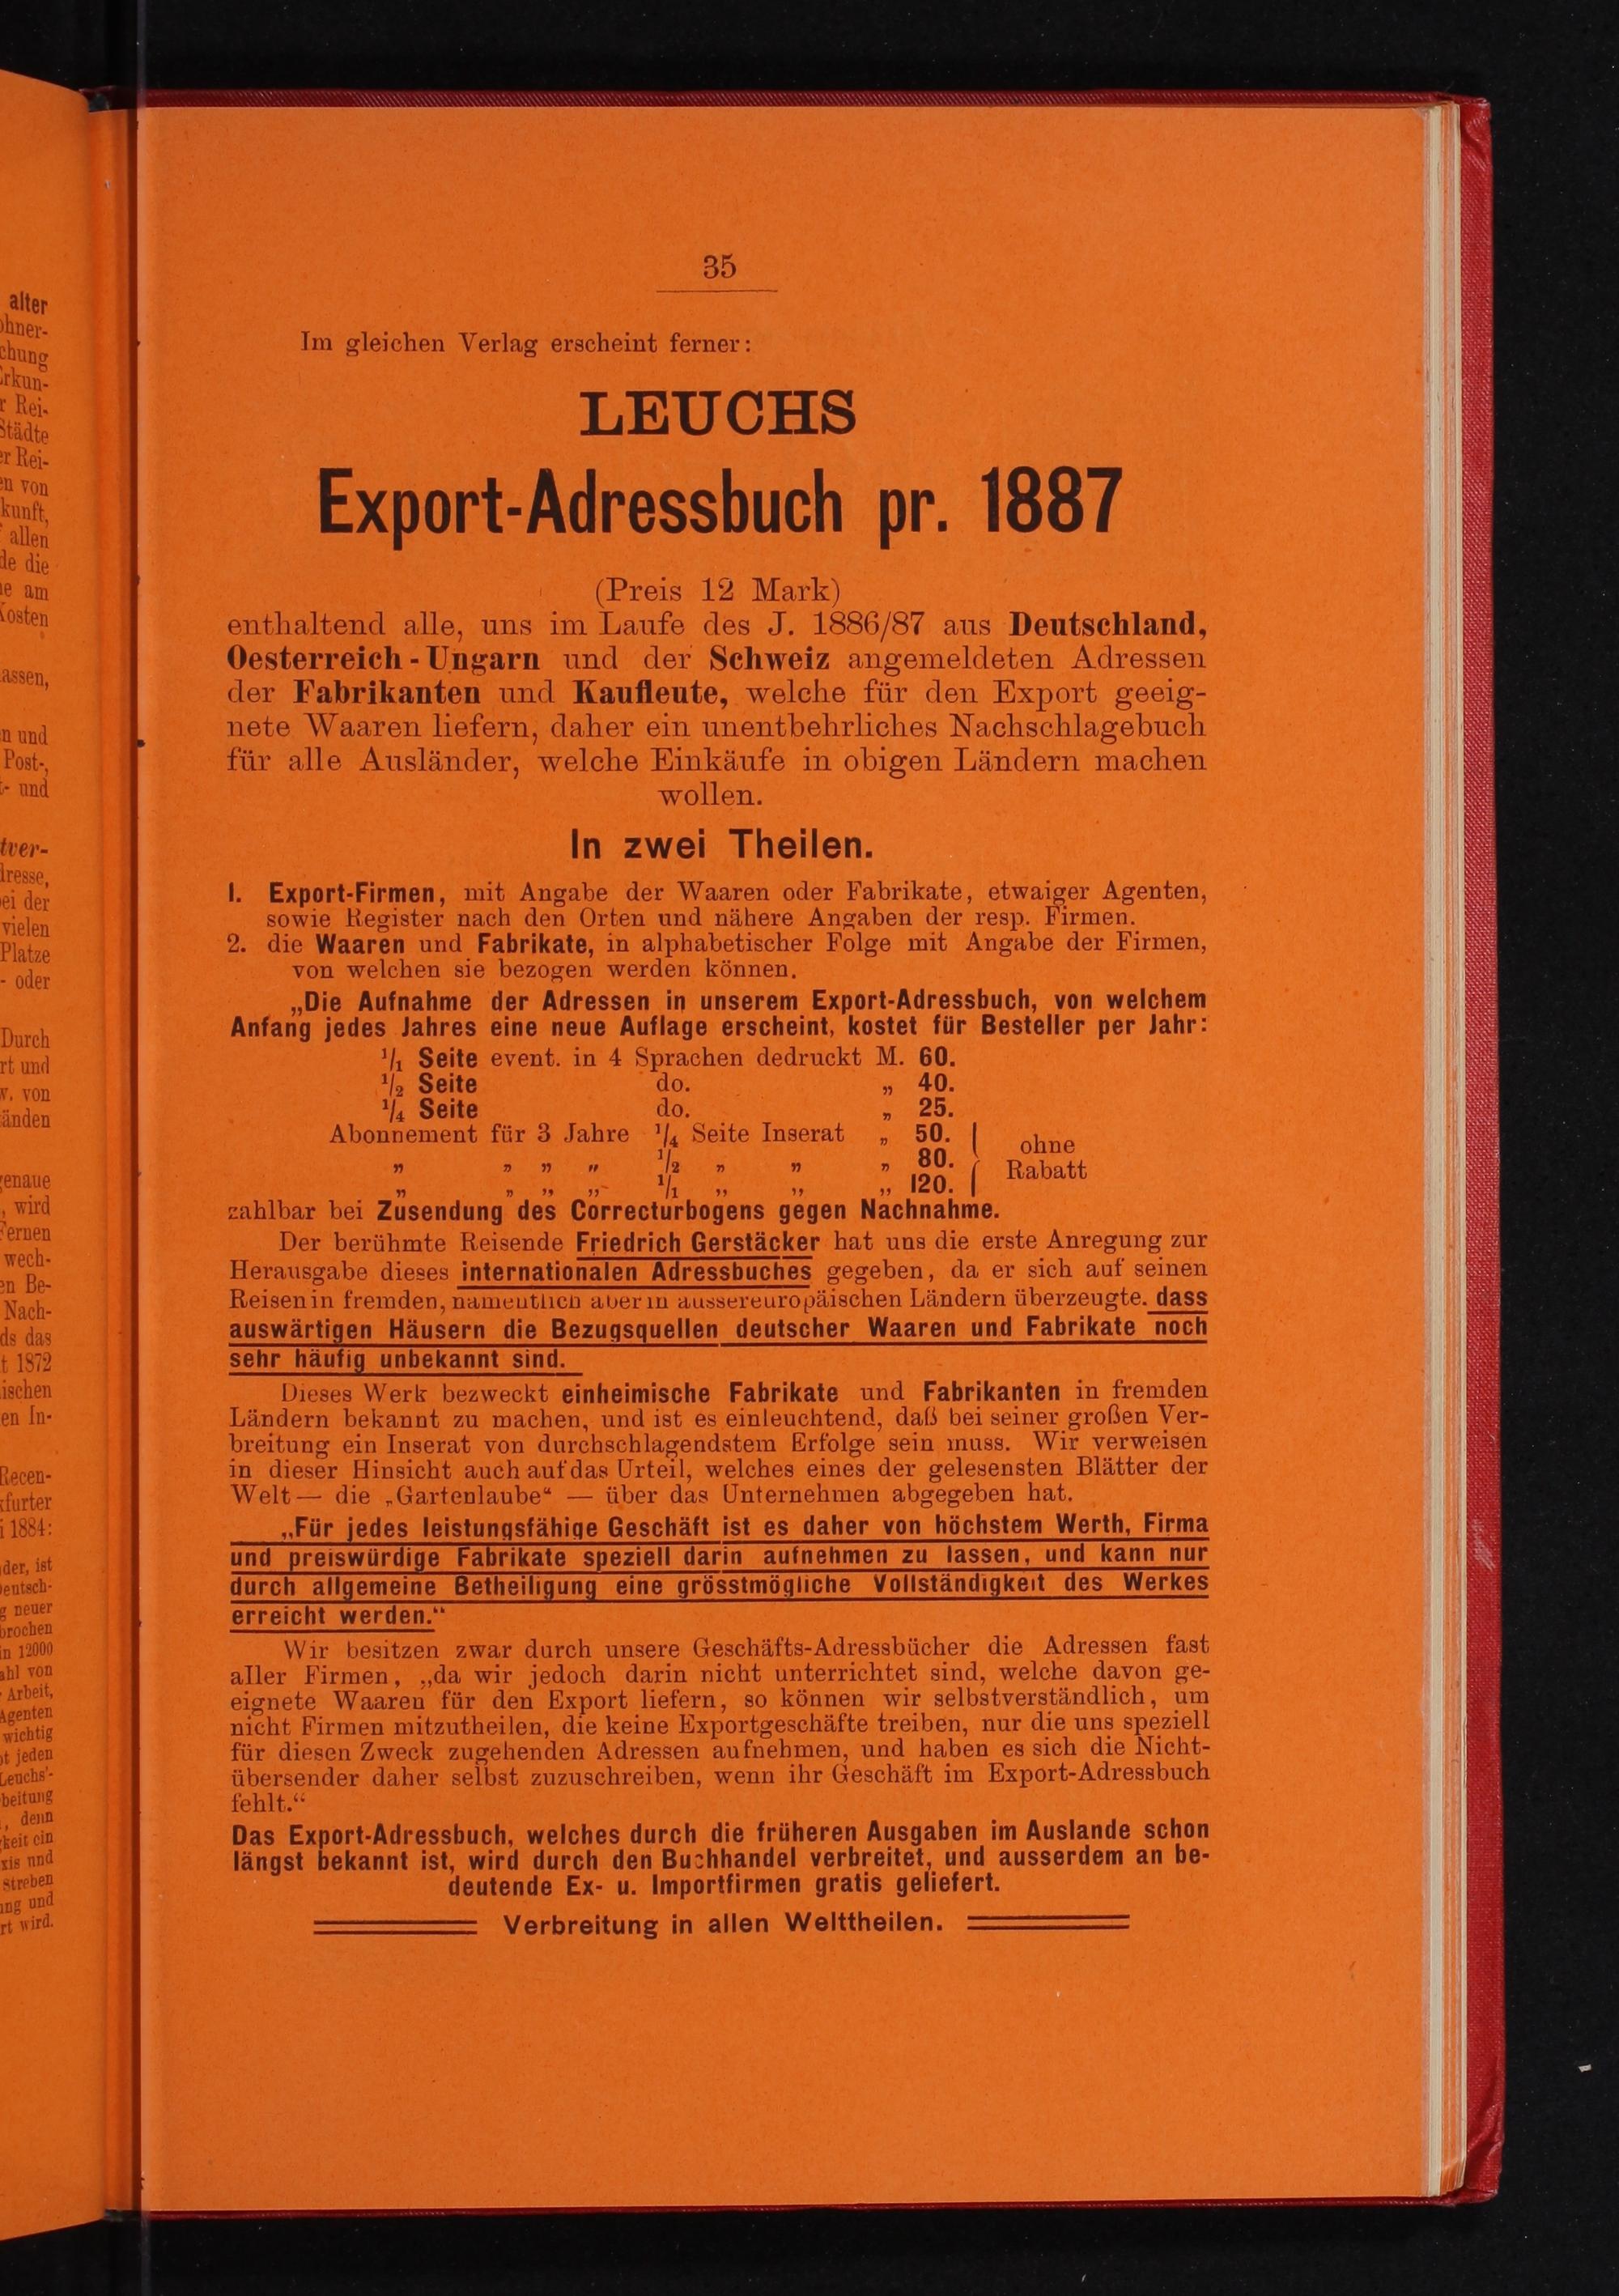 35
Im gleichen Verlag erscheint ferner:
LEUCHS
Export-Adressbuch pr. 1887
(Preis 12 Mark)
enthaltend alle, uns im Laufe des J. 1886/87 aus Deutschland,
Oesterreich-Ungarn und der Schweiz angemeldeten Adressen
der Fabrikanten und Kaufleute, welche für den Export geeig-
nete Waaren liefern, daher ein unentbehrliches Nachschlagebuch
für alle Ausländer, welche Einkäufe in obigen Ländern machen
wollen.
In zwei Theilen.
1. Export-Firmen, mit Angabe der Waaren oder Fabrikate, etwaiger Agenten,
sowie Register nach den Orten und nähere Angaben der resp. Firmen.
2. die Waaren und Fabrikate, in alphabetischer Folge mit Angabe der Firmen,
von welchen sie bezogen werden können.
„Die Aufnahme der Adressen in unserem Export-Adressbuch, von welchem
Anfang jedes Jahres eine neue Auflage erscheint, kostet für Besteller per Jahr:
1/1 Seite event. in 4 Sprachen dedruckt M. 60.
1/2 Seite do. „ 40.
1/4 Seite do. „ 25.
Abonnement für 3 Jahre 1/4 Seite Inserat „ 50. ohne
„ „ „ „ 1/2 „ „ „ 80. Rabatt
„ „ „ „ 1/1 „ „ „ 120.
zahlbar bei Zusendung des Correcturbogens gegen Nachnahme.
Der berühmte Reisende Friedrich Gerstäcker hat uns die erste Anregung zur
Herausgabe dieses internationalen Adressbuches gegeben, da er sich auf seinen
Reisen in fremden, namentlich aber in aussereuropäischen Ländern überzeugte. dass
auswärtigen Häusern die Bezugsquellen deutscher Waaren und Fabrikate noch
sehr häufig unbekannt sind.
Dieses Werk bezweckt einheimische Fabrikate und Fabrikanten in fremden
Ländern bekannt zu machen, und ist es einleuchtend, daß bei seiner großen Ver-
breitung ein Inserat von durchschlagendstem Erfolge sein muss. Wir verweisen
in dieser Hinsicht auch auf das Urteil, welches eines der gelesensten Blätter der
Welt — die „Gartenlaube“ — über das Unternehmen abgegeben hat.
„Für jedes leistungsfähige Geschäft ist es daher von höchstem Werth, Firma
und preiswürdige Fabrikate speziell darin aufnehmen zu lassen, und kann nur
durch allgemeine Betheiligung eine grösstmögliche Vollständigkeit des Werkes
erreicht werden.“
Wir besitzen zwar durch unsere Geschäfts-Adressbücher die Adressen fast
aller Firmen, „da wir jedoch darin nicht unterrichtet sind, welche davon ge-
eignete Waaren für den Export liefern, so können wir selbstverständlich, um
nicht Firmen mitzutheilen, die keine Exportgeschäfte treiben, nur die uns speziell
für diesen Zweck zugehenden Adressen aufnehmen, und haben es sich die Nicht-
übersender daher selbst zuzuschreiben, wenn ihr Geschäft im Export-Adressbuch
fehlt.“
Das Export-Adressbuch, welches durch die früheren Ausgaben im Auslande schon
längst bekannt ist, wird durch den Buchhandel verbreitet, und ausserdem an be-
deutende Ex- u. Importfirmen gratis geliefert.
Verbreitung in allen Welttheilen.